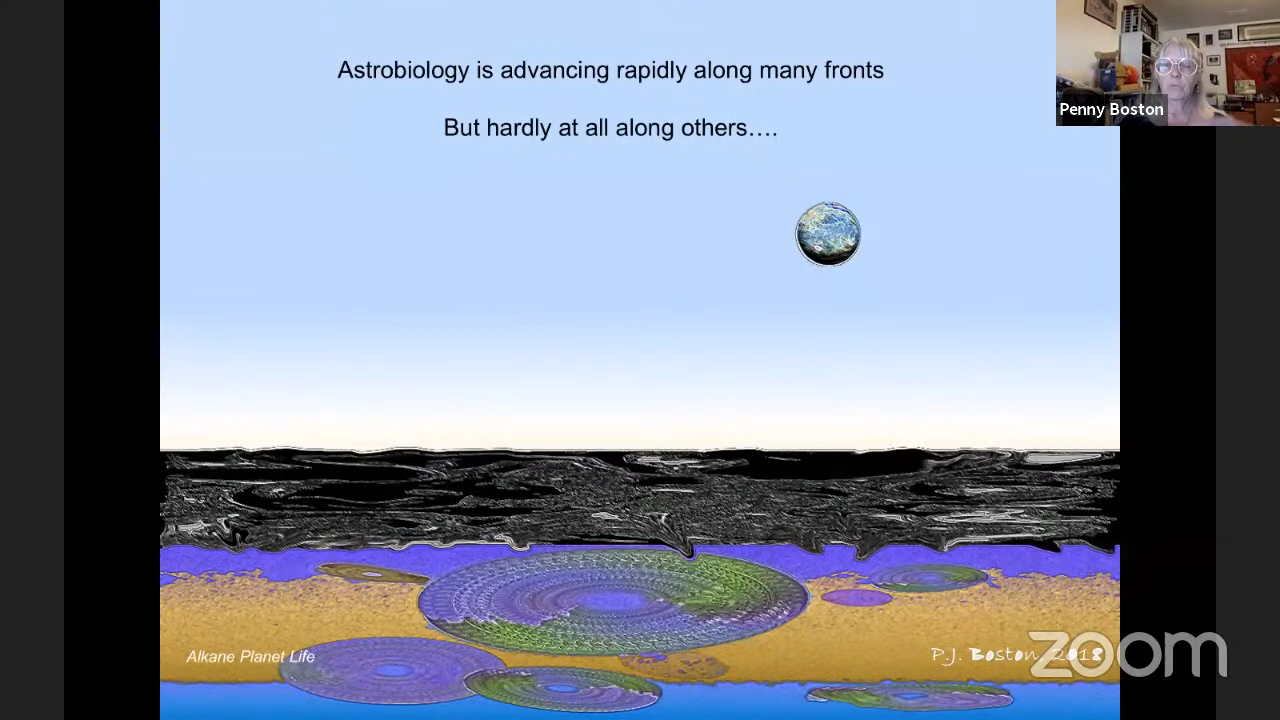 Astrobiology is advancing rapidly along many fronts
But hardly at all along others….
Penny Boston
Alkane Planet Life
P.J. Boston, 2018
zoom